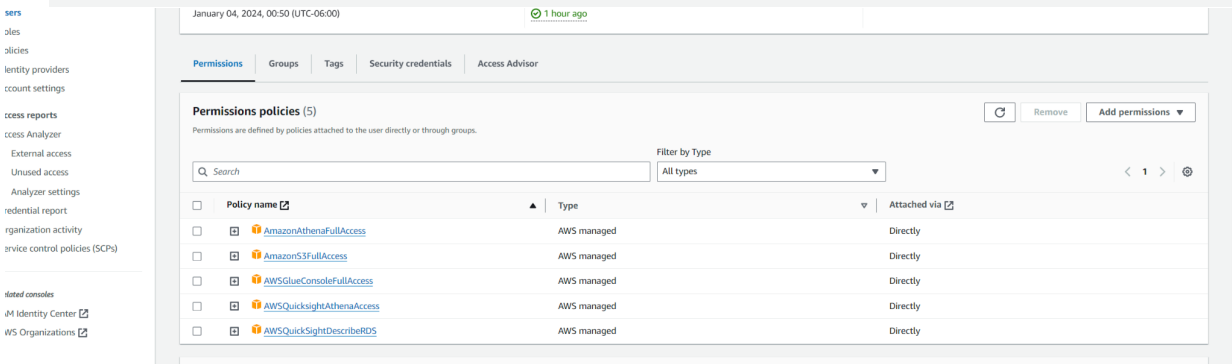 sers
January 04, 2024, 00:50 (UTC-06:00)
1 hour ago
oles
olicies
lentity providers
ccount settings
ccess reports
ccess Analyzer
External access
Unused access
Analyzer settings
redential report
rganization activity
ervice control policies (SCPs)
elated consoles
AM Identity Center
WS Organizations
Permissions Groups Tags Security credentials Access Advisor
Permissions policies (5)
Remove Add permissions
Permissions are defined by policies attached to the user directly or through groups.
Filter by Type
Search All types 1
Policy name Type Attached via
AmazonAthenaFullAccess AWS managed Directly
AmazonS3FullAccess AWS managed Directly
AWSGlueConsoleFullAccess AWS managed Directly
AWSQuicksightAthenaAccess AWS managed Directly
AWSQuickSightDescribeRDS AWS managed Directly